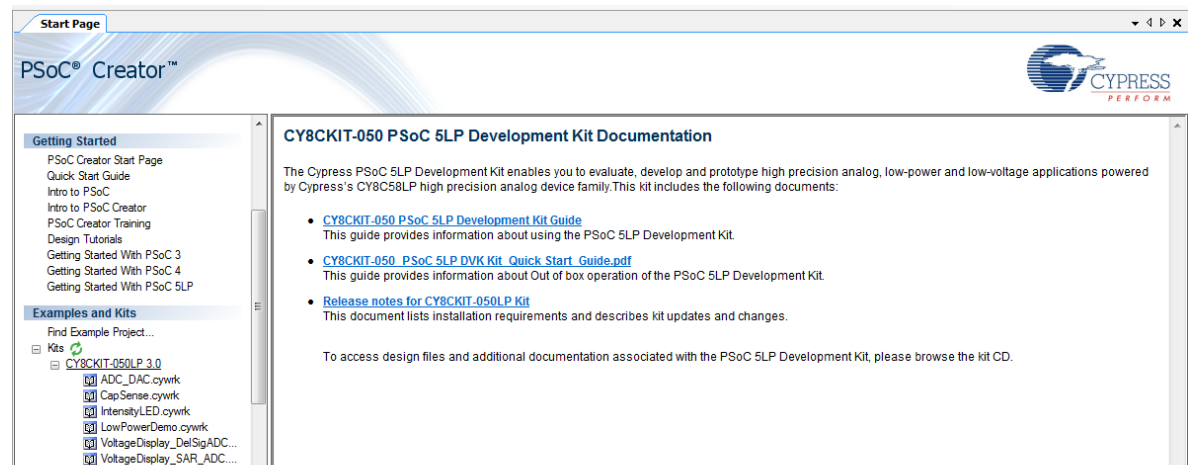 Start Page
PSoC® Creator™
CYPRESS
PERFORM
Getting Started
PSoC Creator Start Page
Quick Start Guide
Intro to PSoC
Intro to PSoC Creator
PSoC Creator Training
Design Tutorials
Getting Started With PSoC 3
Getting Started With PSoC 4
Getting Started With PSoC 5LP
Examples and Kits
Find Example Project...
Kits
CY8CKIT-050LP 3.0
ADC_DAC.cywrk
CapSense.cywrk
IntensityLED.cywrk
LowPowerDemo.cywrk
VoltageDisplay_DelSigADC...
VoltageDisplay_SAR_ADC....
CY8CKIT-050 PSoC 5LP Development Kit Documentation
The Cypress PSoC 5LP Development Kit enables you to evaluate, develop and prototype high precision analog, low-power and low-voltage applications powered
by Cypress's CY8C58LP high precision analog device family.This kit includes the following documents:
• CY8CKIT-050 PSoC 5LP Development Kit Guide
This guide provides information about using the PSoC 5LP Development Kit.
• CY8CKIT-050_PSoC 5LP DVK Kit_Quick Start_Guide.pdf
This guide provides information about Out of box operation of the PSoC 5LP Development Kit.
• Release notes for CY8CKIT-050LP Kit
This document lists installation requirements and describes kit updates and changes.
To access design files and additional documentation associated with the PSoC 5LP Development Kit, please browse the kit CD.